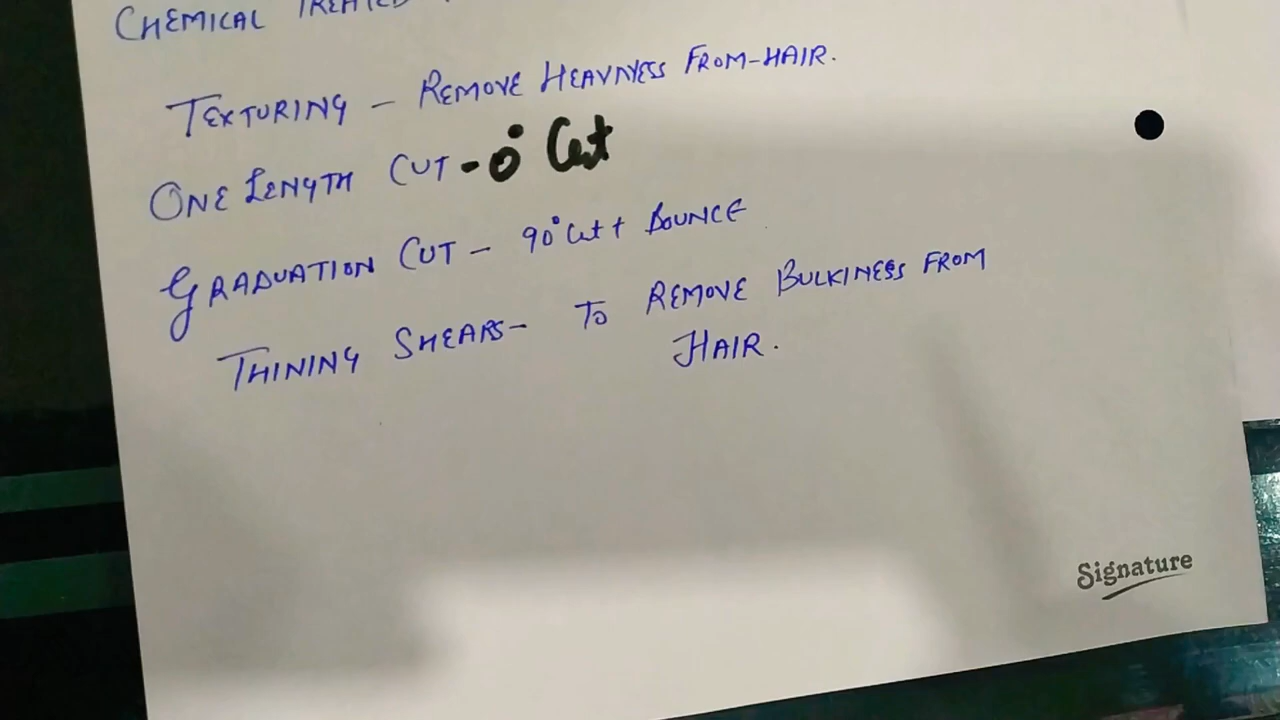 CHEMICAL TREATED
TEXTURING - REMOVE HEAVNESS FROM-HAIR.
ONE LENGTH CUT - 0° Cut
GRADUATION CUT - 90° Cut + BOUNCE
THINING SHEARS- TO REMOVE BULKINESS FROM
HAIR.
Signature